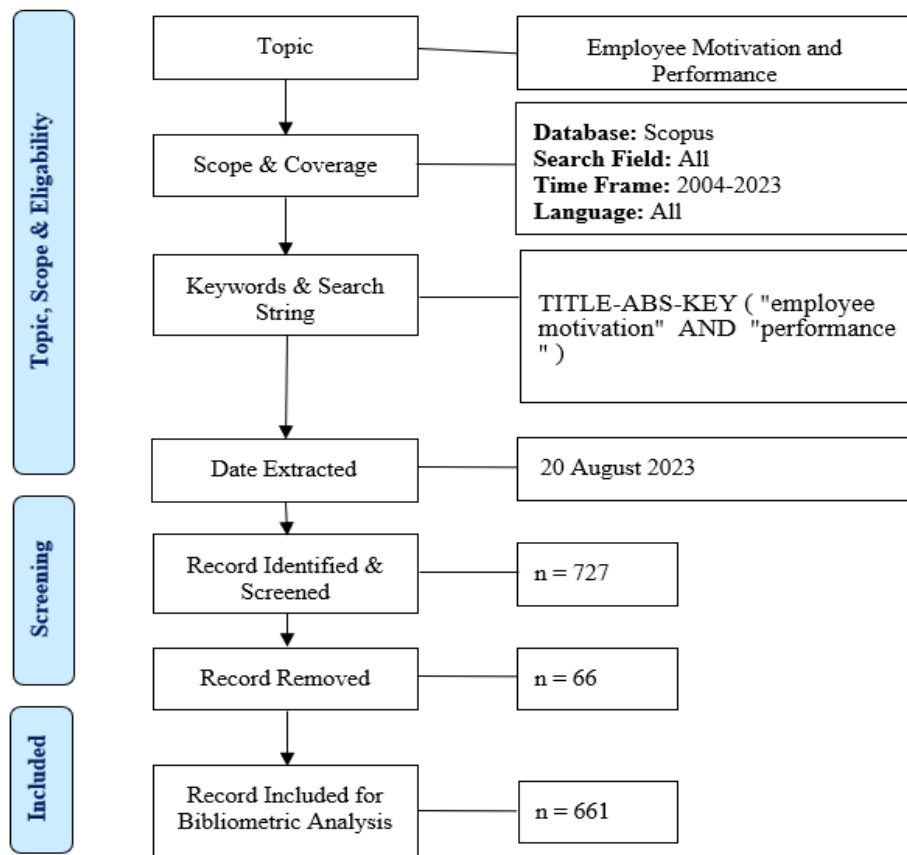 Topic, Scope & Eligability
Topic
Employee Motivation and
Performance
Scope & Coverage
Database: Scopus
Search Field: All
Time Frame: 2004-2023
Language: All
Keywords & Search
String
TITLE-ABS-KEY ( "employee
motivation" AND "performance
" )
Date Extracted
20 August 2023
Screening
Record Identified &
Screened
n = 727
Record Removed
n = 66
Included
Record Included for
Bibliometric Analysis
n = 661